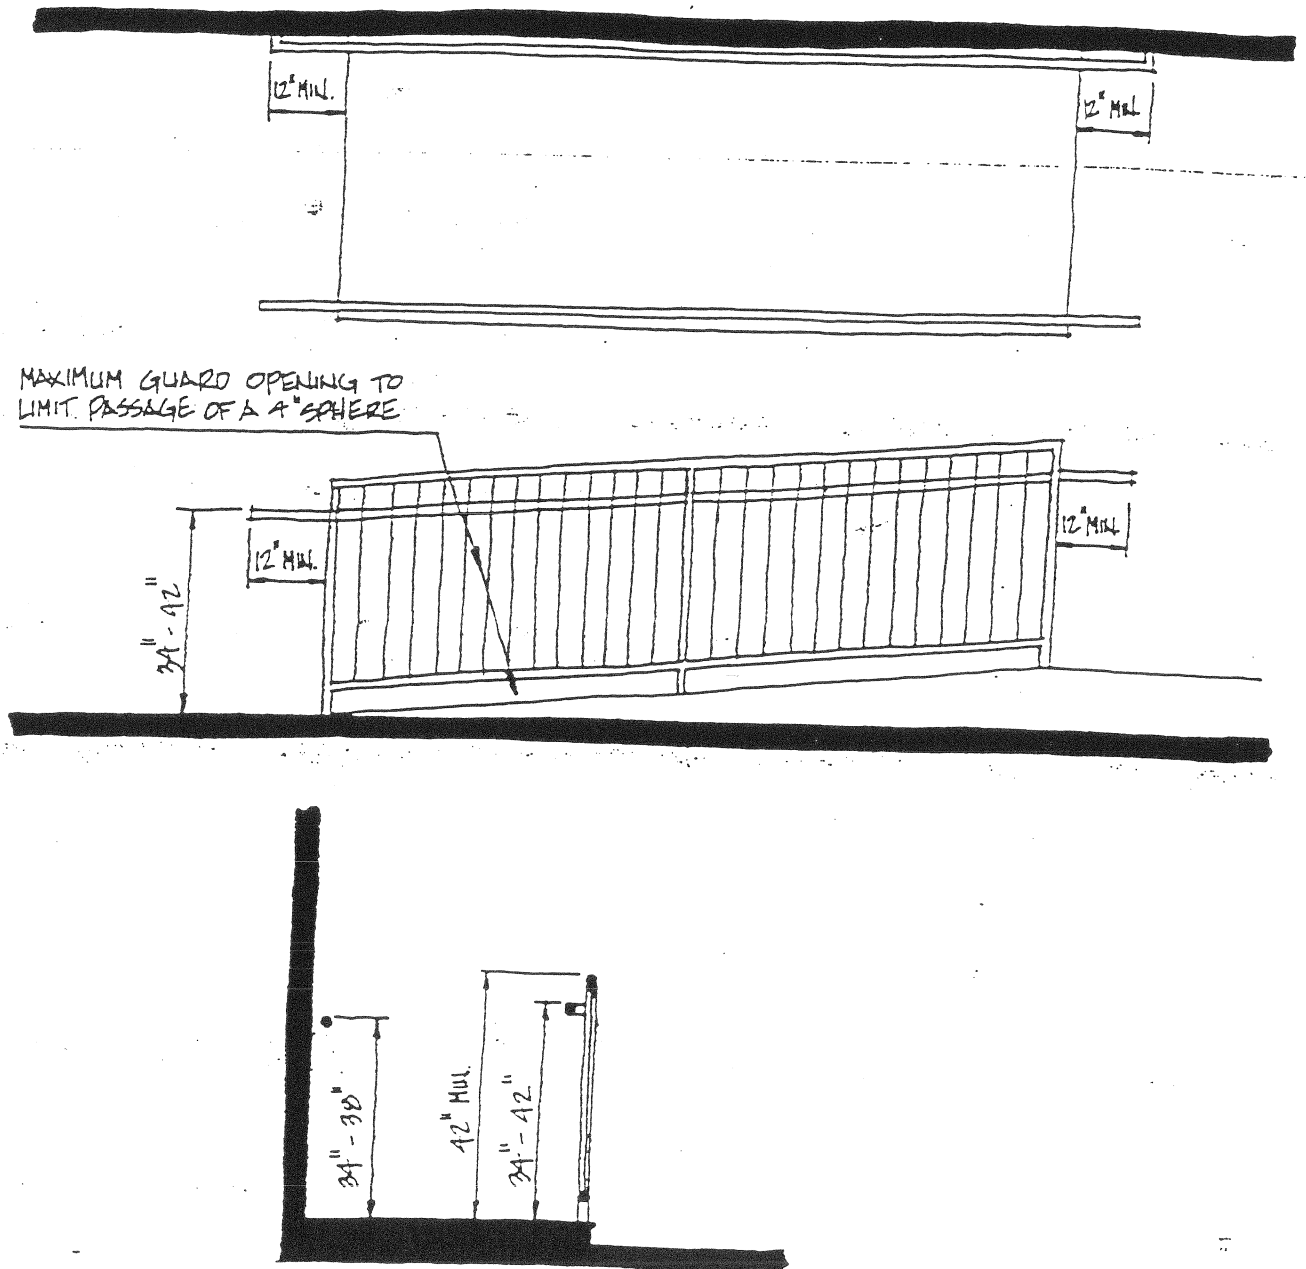 12" MIN.
12" MIN.
MAXIMUM GUARD OPENING TO
LIMIT PASSAGE OF A 4" SPHERE
12" MIN.
12" MIN.
34" - 42"
34" - 38"
42" MIN.
34" - 42"